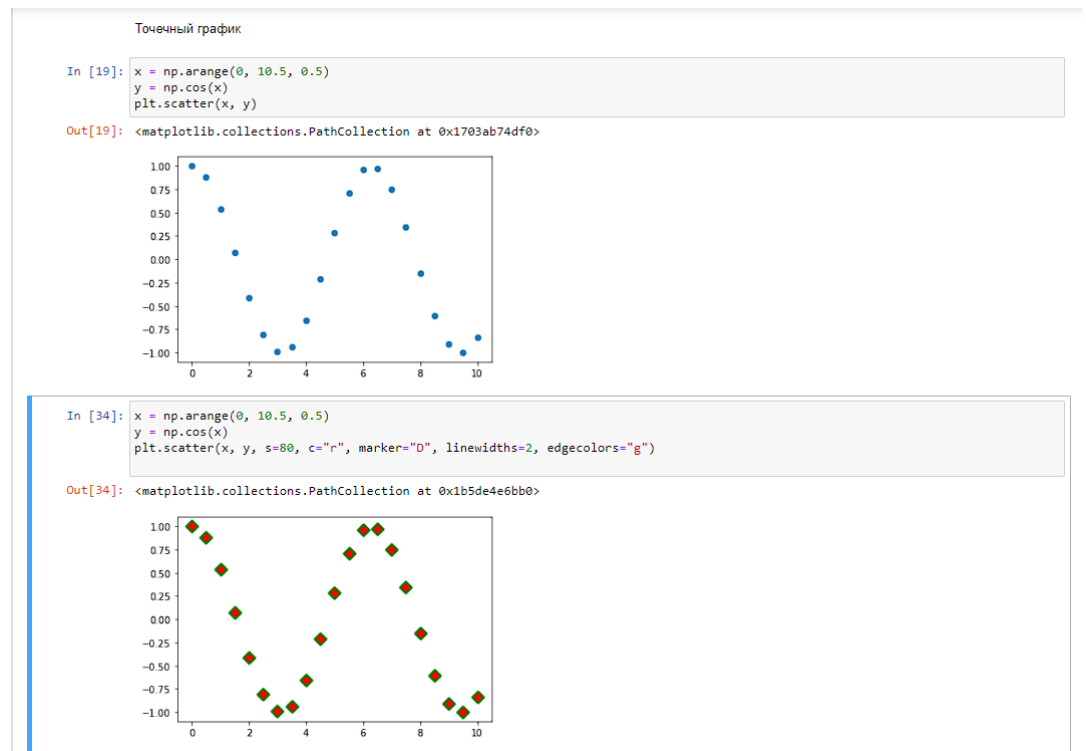 Точечный график
In [19]: x = np.arange(0, 10.5, 0.5)
y = np.cos(x)
plt.scatter(x, y)
Out[19]: <matplotlib.collections.PathCollection at 0x1703ab74df0>
1.00
0.75
0.50
0.25
0.00
−0.25
−0.50
−0.75
−1.00
0 2 4 6 8 10
In [34]: x = np.arange(0, 10.5, 0.5)
y = np.cos(x)
plt.scatter(x, y, s=80, c="r", marker="D", linewidths=2, edgecolors="g")
Out[34]: <matplotlib.collections.PathCollection at 0x1b5de4e6bb0>
1.00
0.75
0.50
0.25
0.00
−0.25
−0.50
−0.75
−1.00
0 2 4 6 8 10